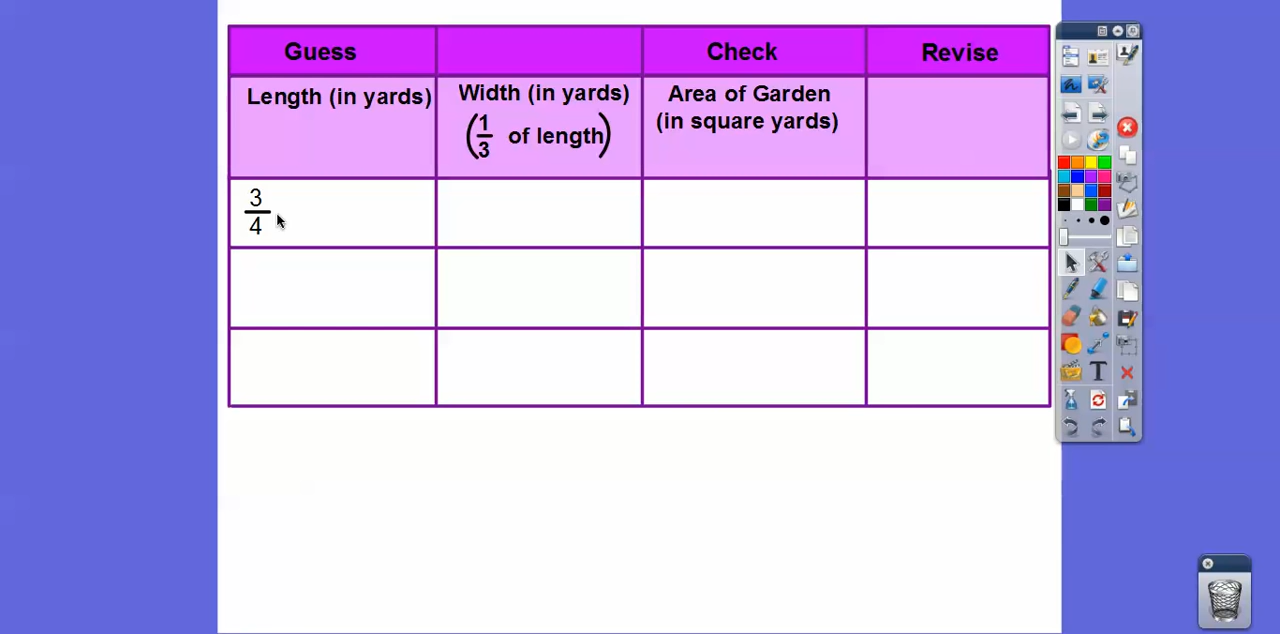 Guess Check Revise
Length (in yards) Width (in yards) Area of Garden
(1/3 of length) (in square yards)
3/4